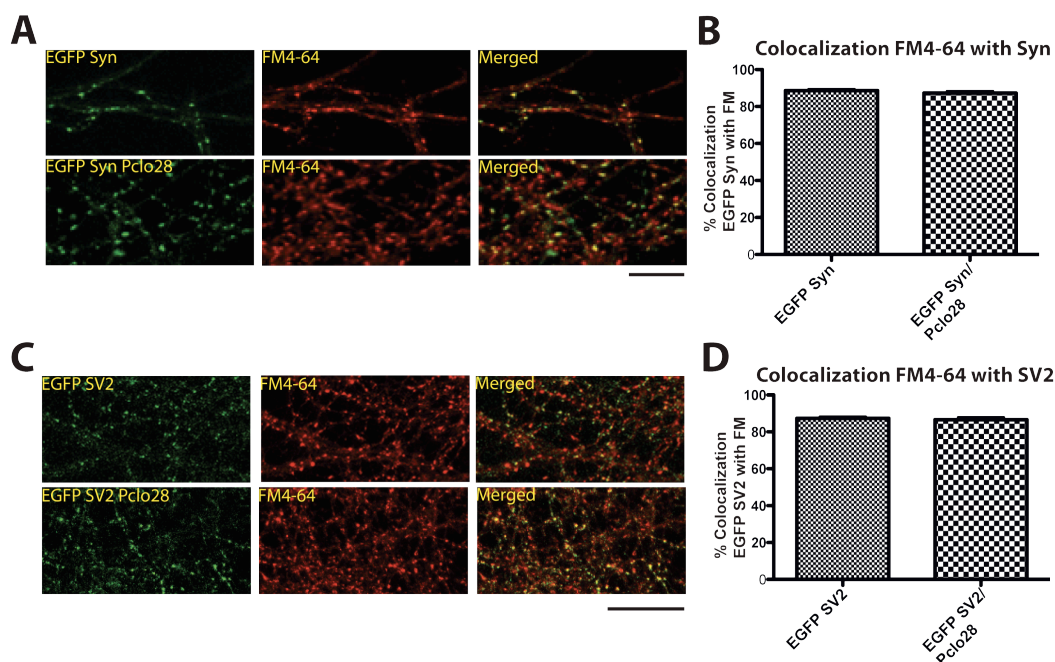 A
EGFP Syn
FM4-64
Merged
EGFP Syn Pclo28
FM4-64
Merged
B
Colocalization FM4-64 with Syn
% Colocalization
EGFP Syn with FM
100
80
60
40
20
0
EGFP Syn
EGFP Syn/
Pclo28
C
EGFP SV2
FM4-64
Merged
EGFP SV2 Pclo28
FM4-64
Merged
D
Colocalization FM4-64 with SV2
% Colocalization
EGFP SV2 with FM
100
80
60
40
20
0
EGFP SV2
EGFP SV2/
Pclo28